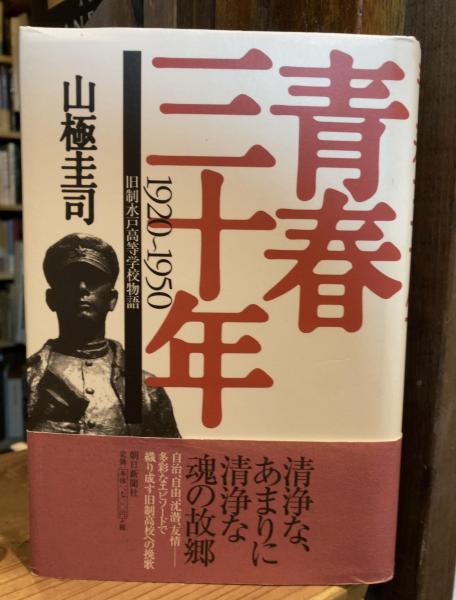 青春
三十年
1920~1950
旧制水戸高等学校物語
山極圭司
清浄な、
あまりに
清浄な
魂の故郷
自治、自由、沈潜、友情――
多彩なエピソードで
織り成す旧制高校への挽歌
朝日新聞社